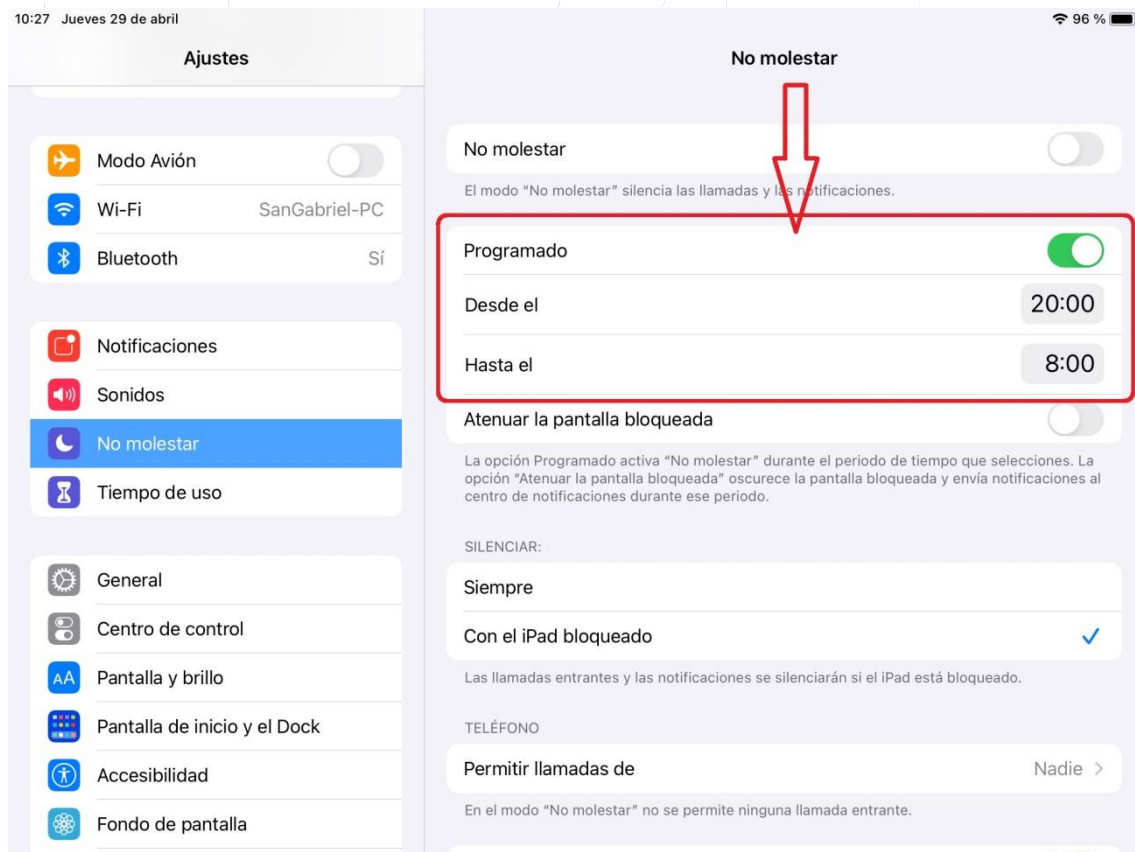 10:27 Jueves 29 de abril
96 %
Ajustes
Modo Avión
Wi-Fi SanGabriel-PC
Bluetooth Sí
Notificaciones
Sonidos
No molestar
Tiempo de uso
General
Centro de control
AA Pantalla y brillo
Pantalla de inicio y el Dock
Accesibilidad
Fondo de pantalla
No molestar
No molestar
El modo "No molestar" silencia las llamadas y las notificaciones.
Programado
Desde el 20:00
Hasta el 8:00
Atenuar la pantalla bloqueada
La opción Programado activa "No molestar" durante el periodo de tiempo que selecciones. La
opción "Atenuar la pantalla bloqueada" oscurece la pantalla bloqueada y envía notificaciones al
centro de notificaciones durante ese periodo.
SILENCIAR:
Siempre
Con el iPad bloqueado
Las llamadas entrantes y las notificaciones se silenciarán si el iPad está bloqueado.
TELÉFONO
Permitir llamadas de Nadie
En el modo "No molestar" no se permite ninguna llamada entrante.